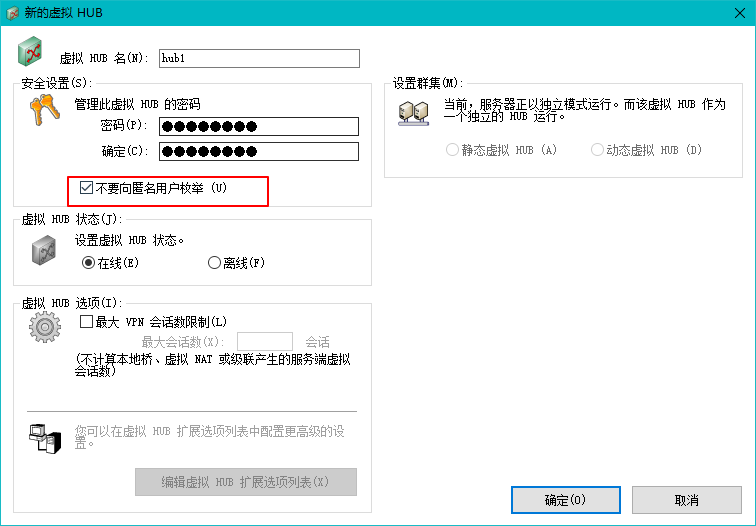 新的虚拟 HUB
虚拟 HUB 名(N):
hub1
安全设置(S):
管理此虚拟 HUB 的密码
密码(P):
●●●●●●●●
确定(C):
●●●●●●●●
不要向匿名用户枚举 (U)
虚拟 HUB 状态(J):
设置虚拟 HUB 状态。
在线(E)
离线(F)
虚拟 HUB 选项(I):
最大 VPN 会话数限制(L)
最大会话数(X):
会话
(不计算本地桥、虚拟 NAT 或级联产生的服务端虚拟
会话数)
您可以在虚拟 HUB 扩展选项列表中配置更高级的设
置。
编辑虚拟 HUB 扩展选项列表(X)
设置群集(M):
当前,服务器正以独立模式运行。而该虚拟 HUB 作为
一个独立的 HUB 运行。
静态虚拟 HUB (A)
动态虚拟 HUB (D)
确定(O)
取消